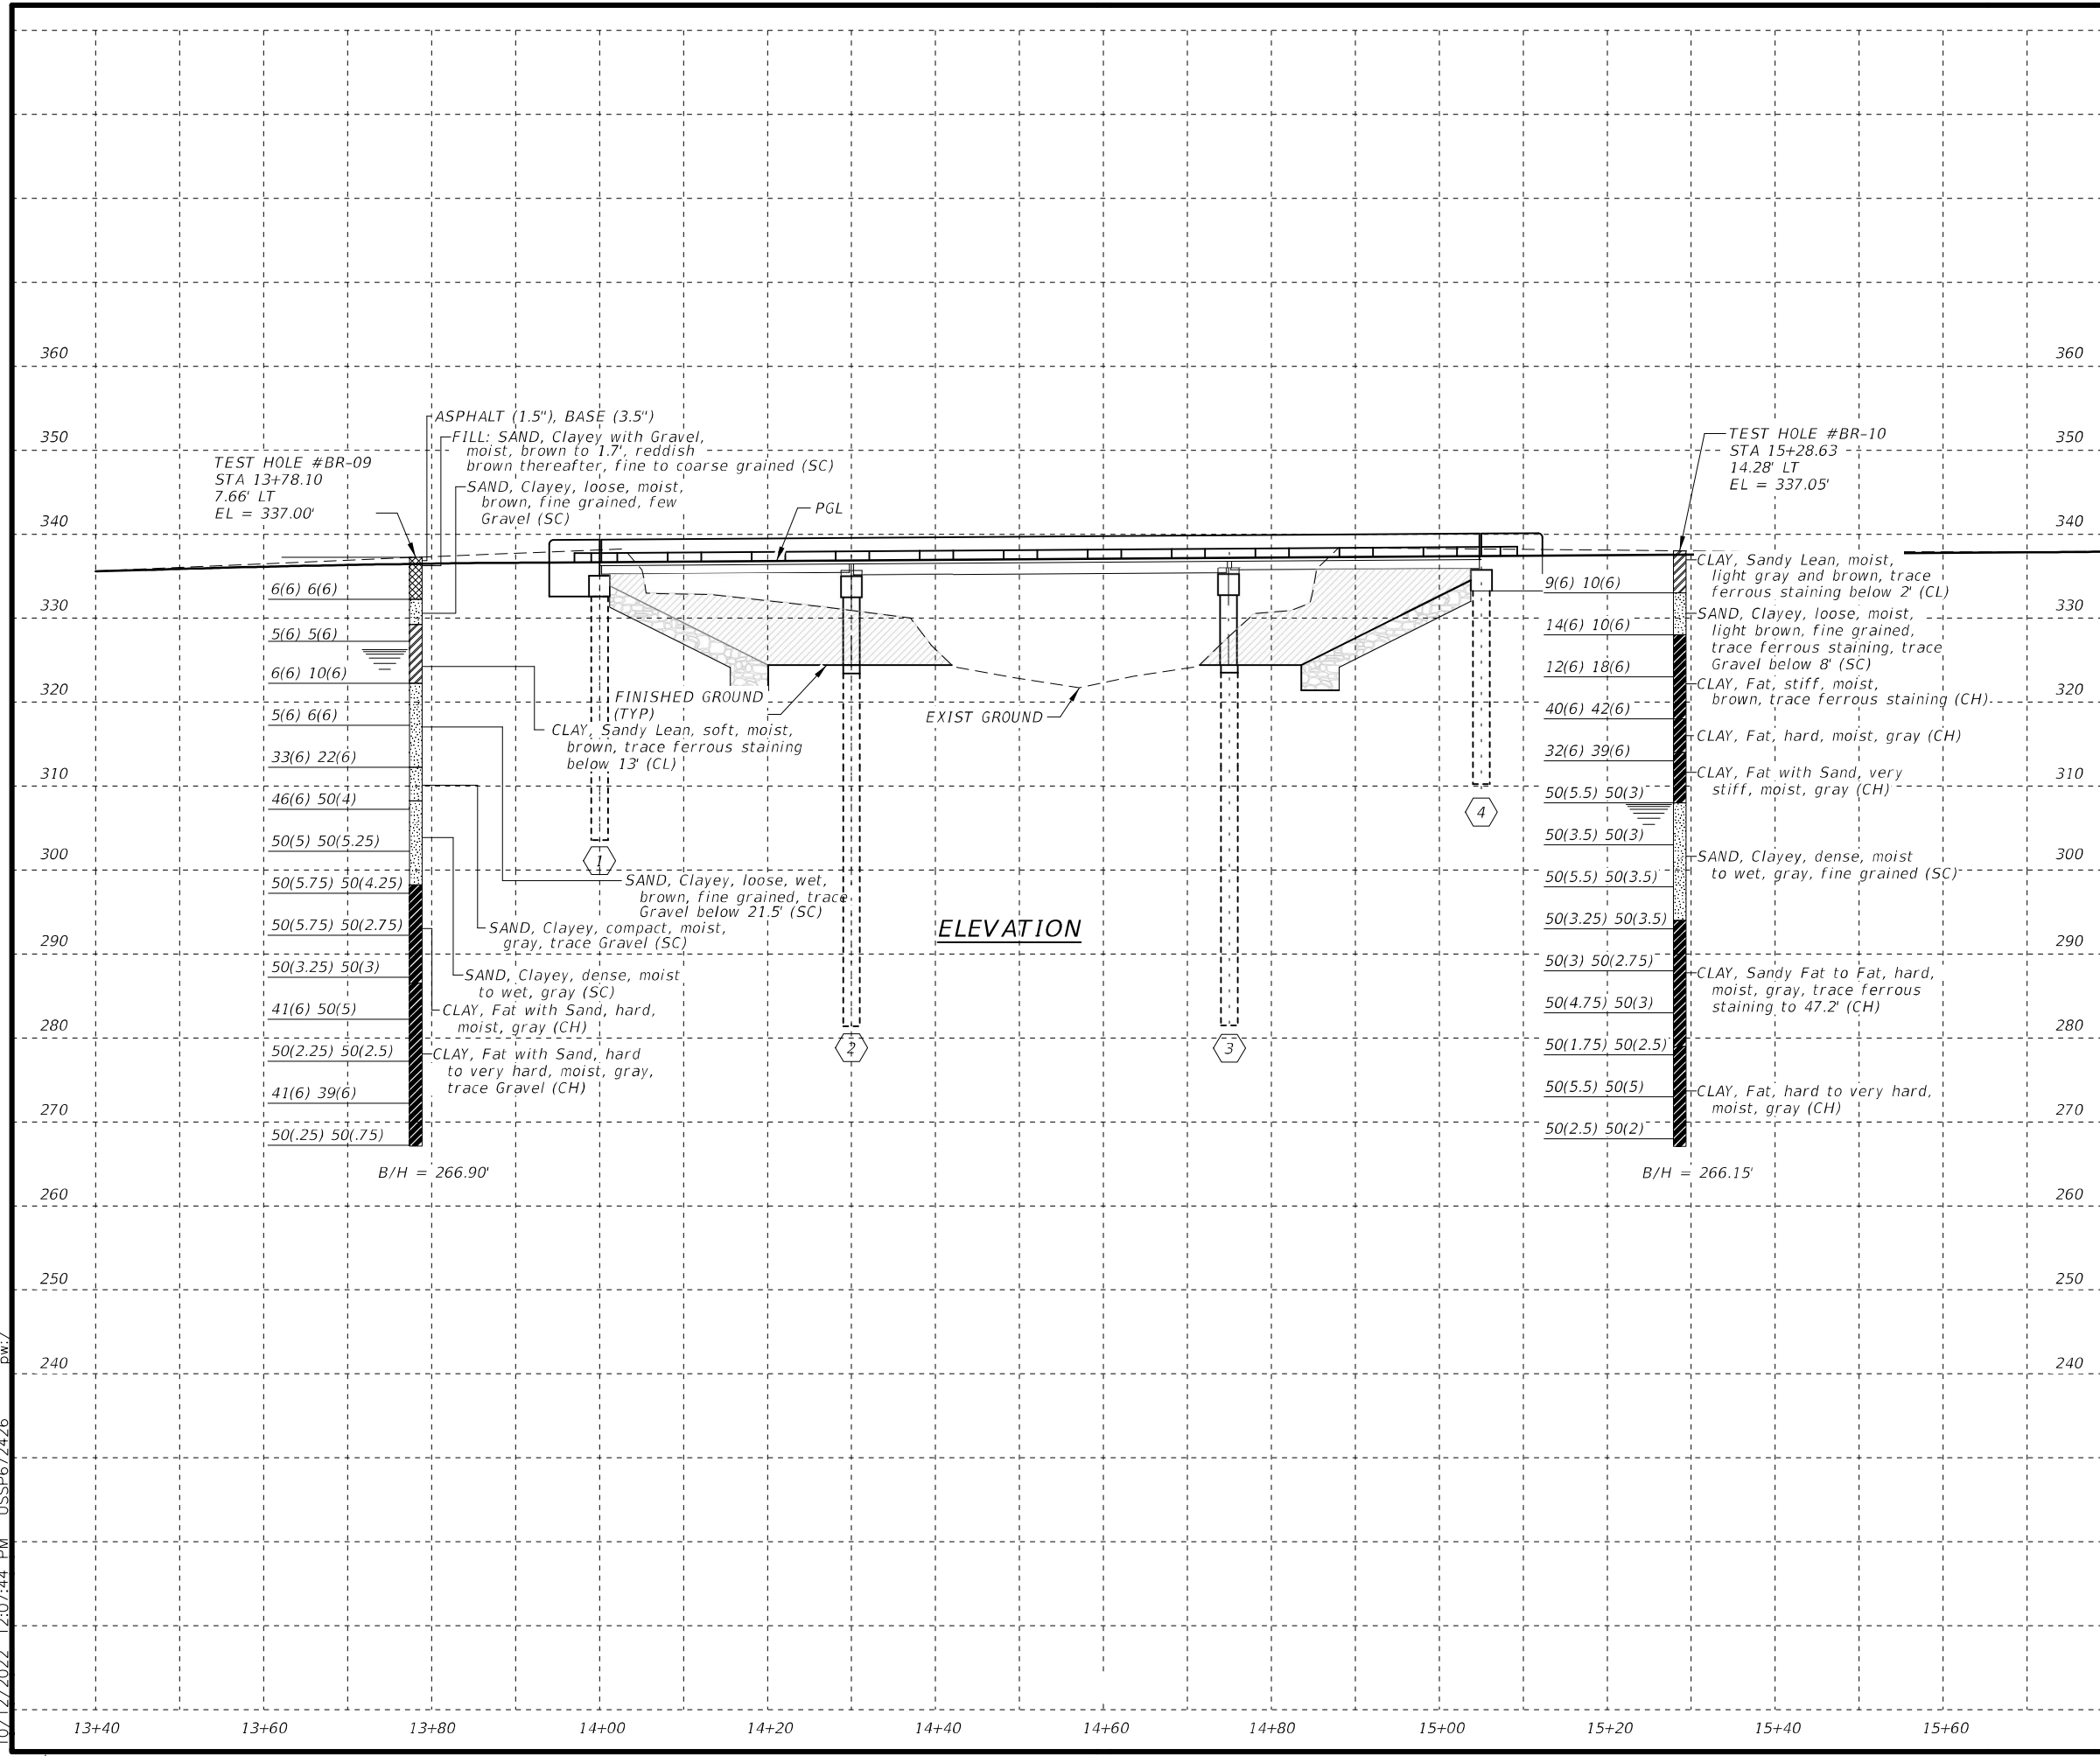 360
360
350
350
340
340
330
330
320
320
310
310
300
300
290
290
280
280
270
270
260
260
250
250
240
240
TEST HOLE #BR-09
STA 13+78.10
7.66' LT
EL = 337.00'
ASPHALT (1.5"), BASE (3.5")
FILL: SAND, Clayey with Gravel,
moist, brown to 1.7', reddish
brown thereafter, fine to coarse grained (SC)
SAND, Clayey, loose, moist,
brown, fine grained, few
Gravel (SC)
PGL
TEST HOLE #BR-10
STA 15+28.63
14.28' LT
EL = 337.05'
6(6) 6(6)
5(6) 5(6)
6(6) 10(6)
5(6) 6(6)
33(6) 22(6)
46(6) 50(4)
50(5) 50(5.25)
50(5.75) 50(4.25)
50(5.75) 50(2.75)
50(3.25) 50(3)
41(6) 50(5)
50(2.25) 50(2.5)
41(6) 39(6)
50(.25) 50(.75)
B/H = 266.90'
FINISHED GROUND
(TYP)
EXIST GROUND
CLAY, Sandy Lean, soft, moist,
brown, trace ferrous staining
below 13' (CL)
SAND, Clayey, loose, wet,
brown, fine grained, trace
Gravel below 21.5' (SC)
SAND, Clayey, compact, moist,
gray, trace Gravel (SC)
SAND, Clayey, dense, moist
to wet, gray (SC)
CLAY, Fat with Sand, hard,
moist, gray (CH)
CLAY, Fat with Sand, hard
to very hard, moist, gray,
trace Gravel (CH)
1
2
3
4
ELEVATION
9(6) 10(6)
14(6) 10(6)
12(6) 18(6)
40(6) 42(6)
32(6) 39(6)
50(5.5) 50(3)
50(3.5) 50(3)
50(5.5) 50(3.5)
50(3.25) 50(3.5)
50(3) 50(2.75)
50(4.75) 50(3)
50(1.75) 50(2.5)
50(5.5) 50(5)
50(2.5) 50(2)
B/H = 266.15'
CLAY, Sandy Lean, moist,
light gray and brown, trace
ferrous staining below 2' (CL)
SAND, Clayey, loose, moist,
light brown, fine grained,
trace ferrous staining, trace
Gravel below 8' (SC)
CLAY, Fat, stiff, moist,
brown, trace ferrous staining (CH)
CLAY, Fat, hard, moist, gray (CH)
CLAY, Fat with Sand, very
stiff, moist, gray (CH)
SAND, Clayey, dense, moist
to wet, gray, fine grained (SC)
CLAY, Sandy Fat to Fat, hard,
moist, gray, trace ferrous
staining to 47.2' (CH)
CLAY, Fat, hard to very hard,
moist, gray (CH)
13+40
13+60
13+80
14+00
14+20
14+40
14+60
14+80
15+00
15+20
15+40
15+60
10/12/2022 12:07:44 PM USSP672426 pw:/